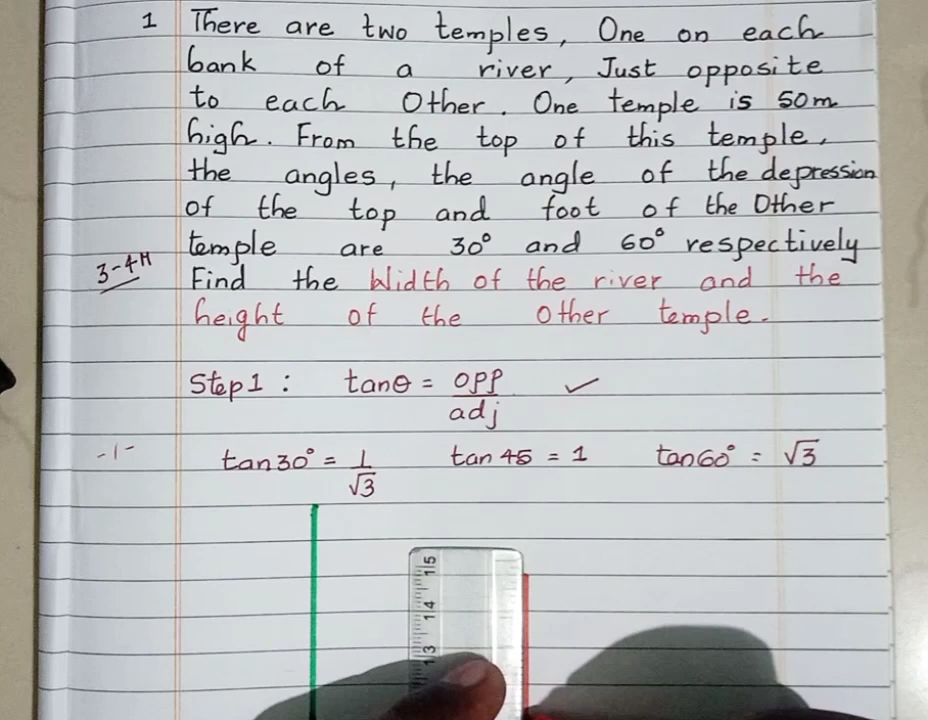 1 There are two temples, One on each
bank of a river, Just opposite
to each Other. One temple is 50m
high. From the top of this temple,
the angles, the angle of the depression
of the top and foot of the Other
temple are 30° and 60° respectively
3-4M
Find the Width of the river and the
height of the Other temple.
Step 1 : tanθ = opp/adj ✓
-1-
tan30° = 1/√3 tan 45 = 1 tan60° = √3
15
14
13